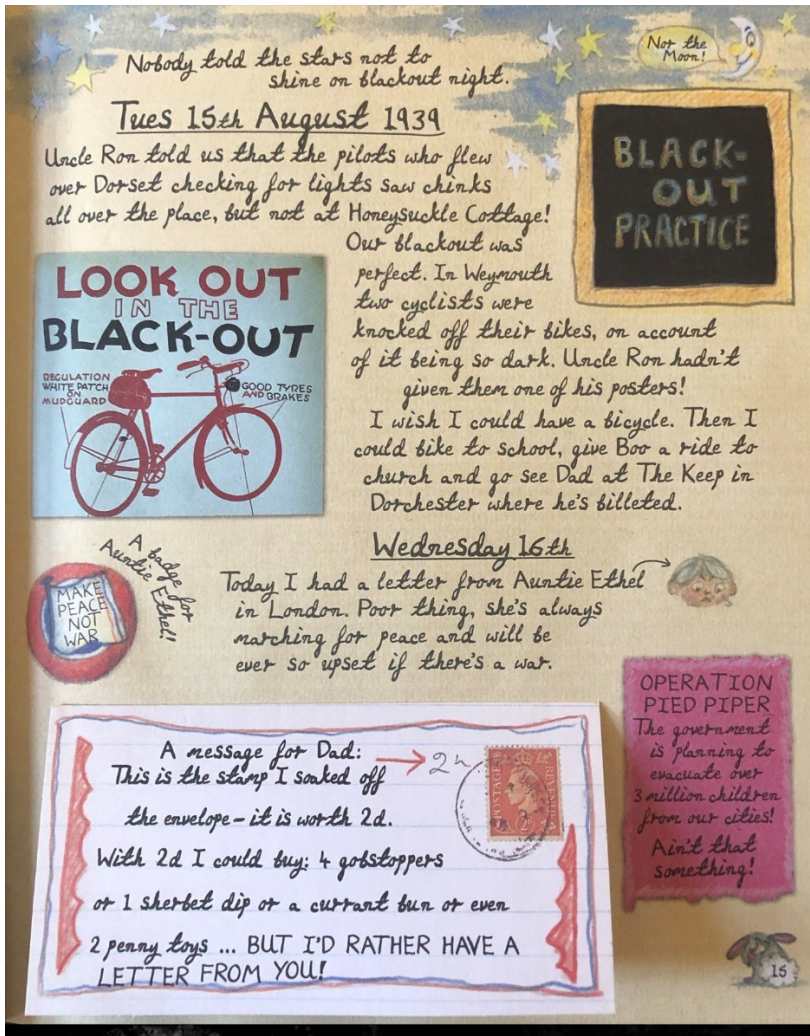 Nobody told the stars not to
shine on blackout night.
Not the
Moon!
Tues 15th August 1939
Uncle Ron told us that the pilots who flew
over Dorset checking for lights saw chinks
all over the place, but not at Honeysuckle Cottage!
Our blackout was
perfect. In Weymouth
two cyclists were
knocked off their bikes, on account
of it being so dark. Uncle Ron hadn't
given them one of his posters!
I wish I could have a bicycle. Then I
could bike to school, give Boo a ride to
church and go see Dad at The Keep in
Dorchester where he's billeted.
BLACK-
OUT
PRACTICE
LOOK OUT
IN THE
BLACK-OUT
REGULATION
WHITE PATCH
ON
MUDGUARD
GOOD TYRES
AND BRAKES
Wednesday 16th
Today I had a letter from Auntie Ethel
in London. Poor thing, she's always
marching for peace and will be
ever so upset if there's a war.
A badge for
Auntie Ethel!
MAKE
PEACE
NOT
WAR
OPERATION
PIED PIPER
The government
is planning to
evacuate over
3 million children
from our cities!
Ain't that
something!
A message for Dad:
This is the stamp I soaked off
the envelope – it is worth 2d.
With 2d I could buy: 4 gobstoppers
or 1 sherbet dip or a currant bun or even
2 penny toys ... BUT I'D RATHER HAVE A
LETTER FROM YOU!
POSTAGE
REVENUE
15